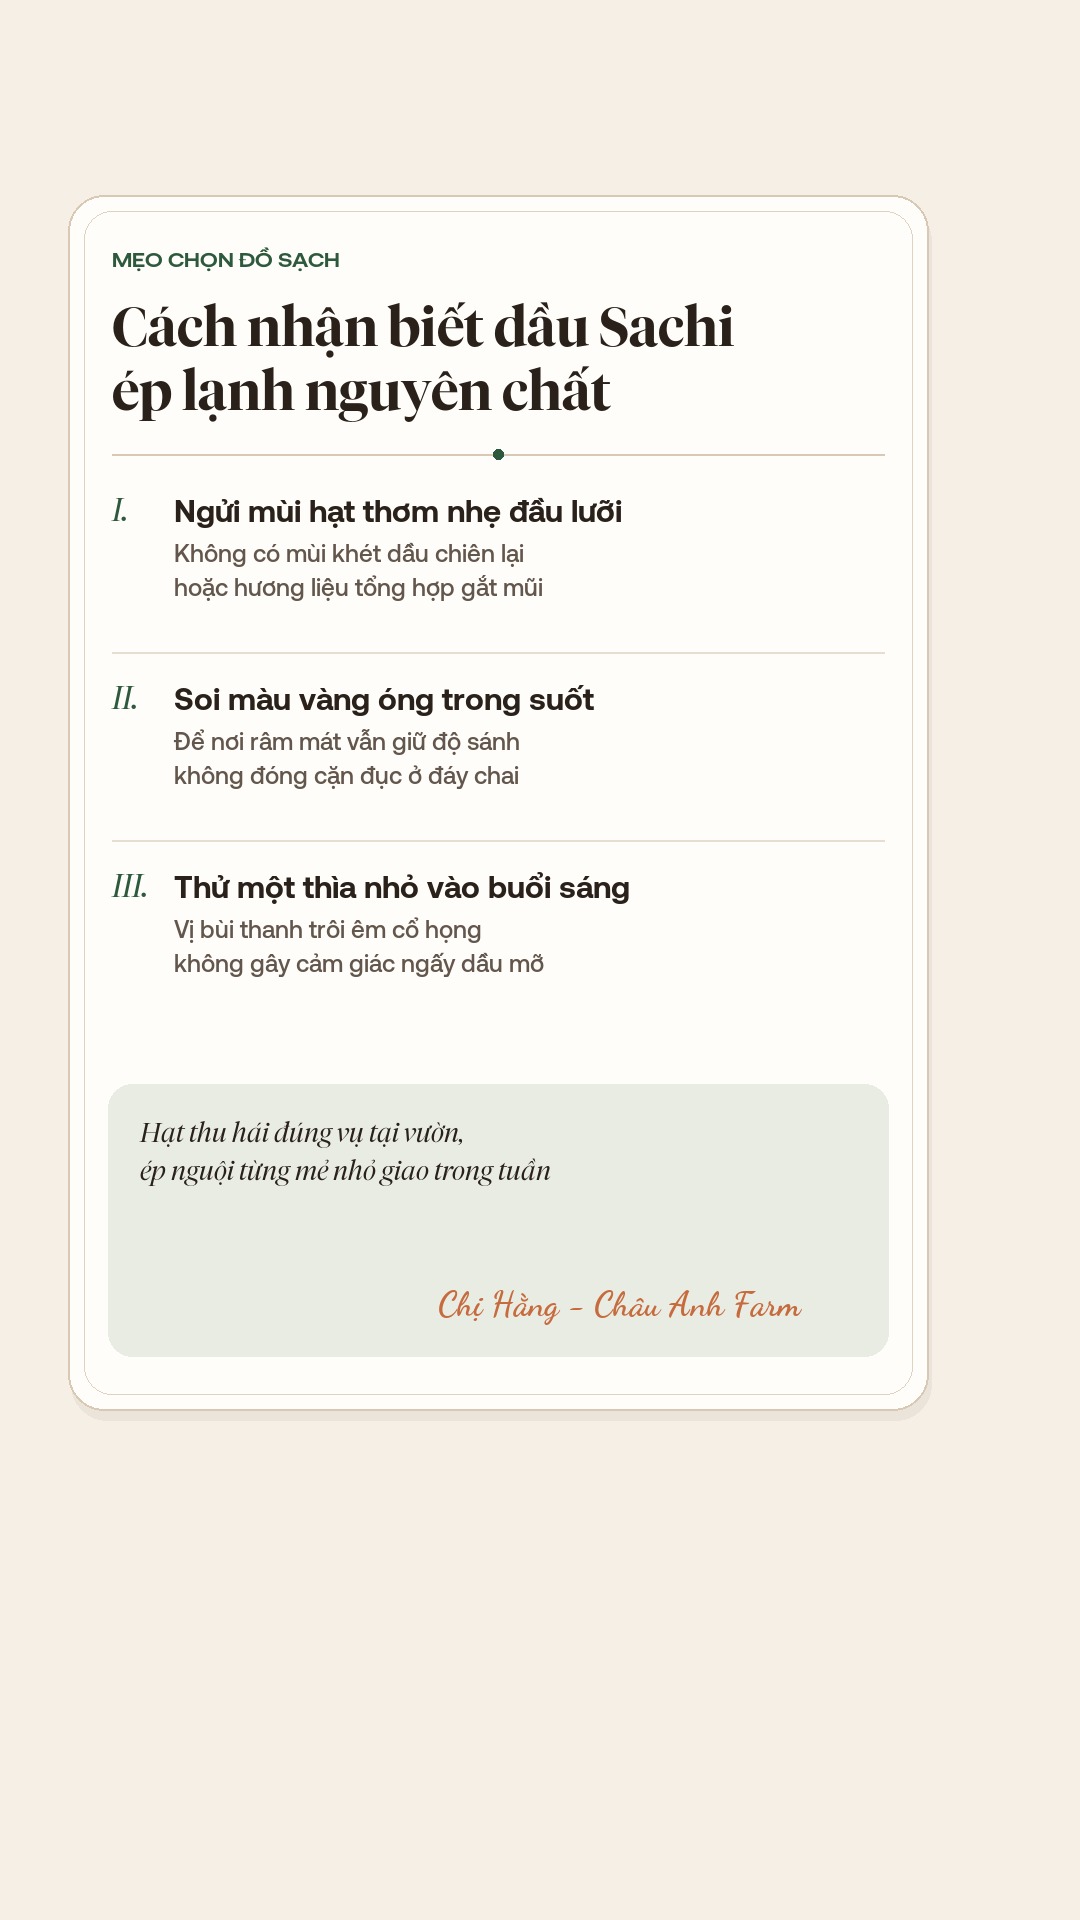 MẸO CHỌN ĐỒ SẠCH
Cách nhận biết dầu Sachi
ép lạnh nguyên chất
I.
Ngửi mùi hạt thơm nhẹ đầu lưỡi
Không có mùi khét dầu chiên lại
hoặc hương liệu tổng hợp gắt mũi
II.
Soi màu vàng óng trong suốt
Để nơi râm mát vẫn giữ độ sánh
không đóng cặn đục ở đáy chai
III.
Thử một thìa nhỏ vào buổi sáng
Vị bùi thanh trôi êm cổ họng
không gây cảm giác ngấy dầu mỡ
Hạt thu hái đúng vụ tại vườn,
ép nguội từng mẻ nhỏ giao trong tuần
Chị Hằng - Châu Anh Farm